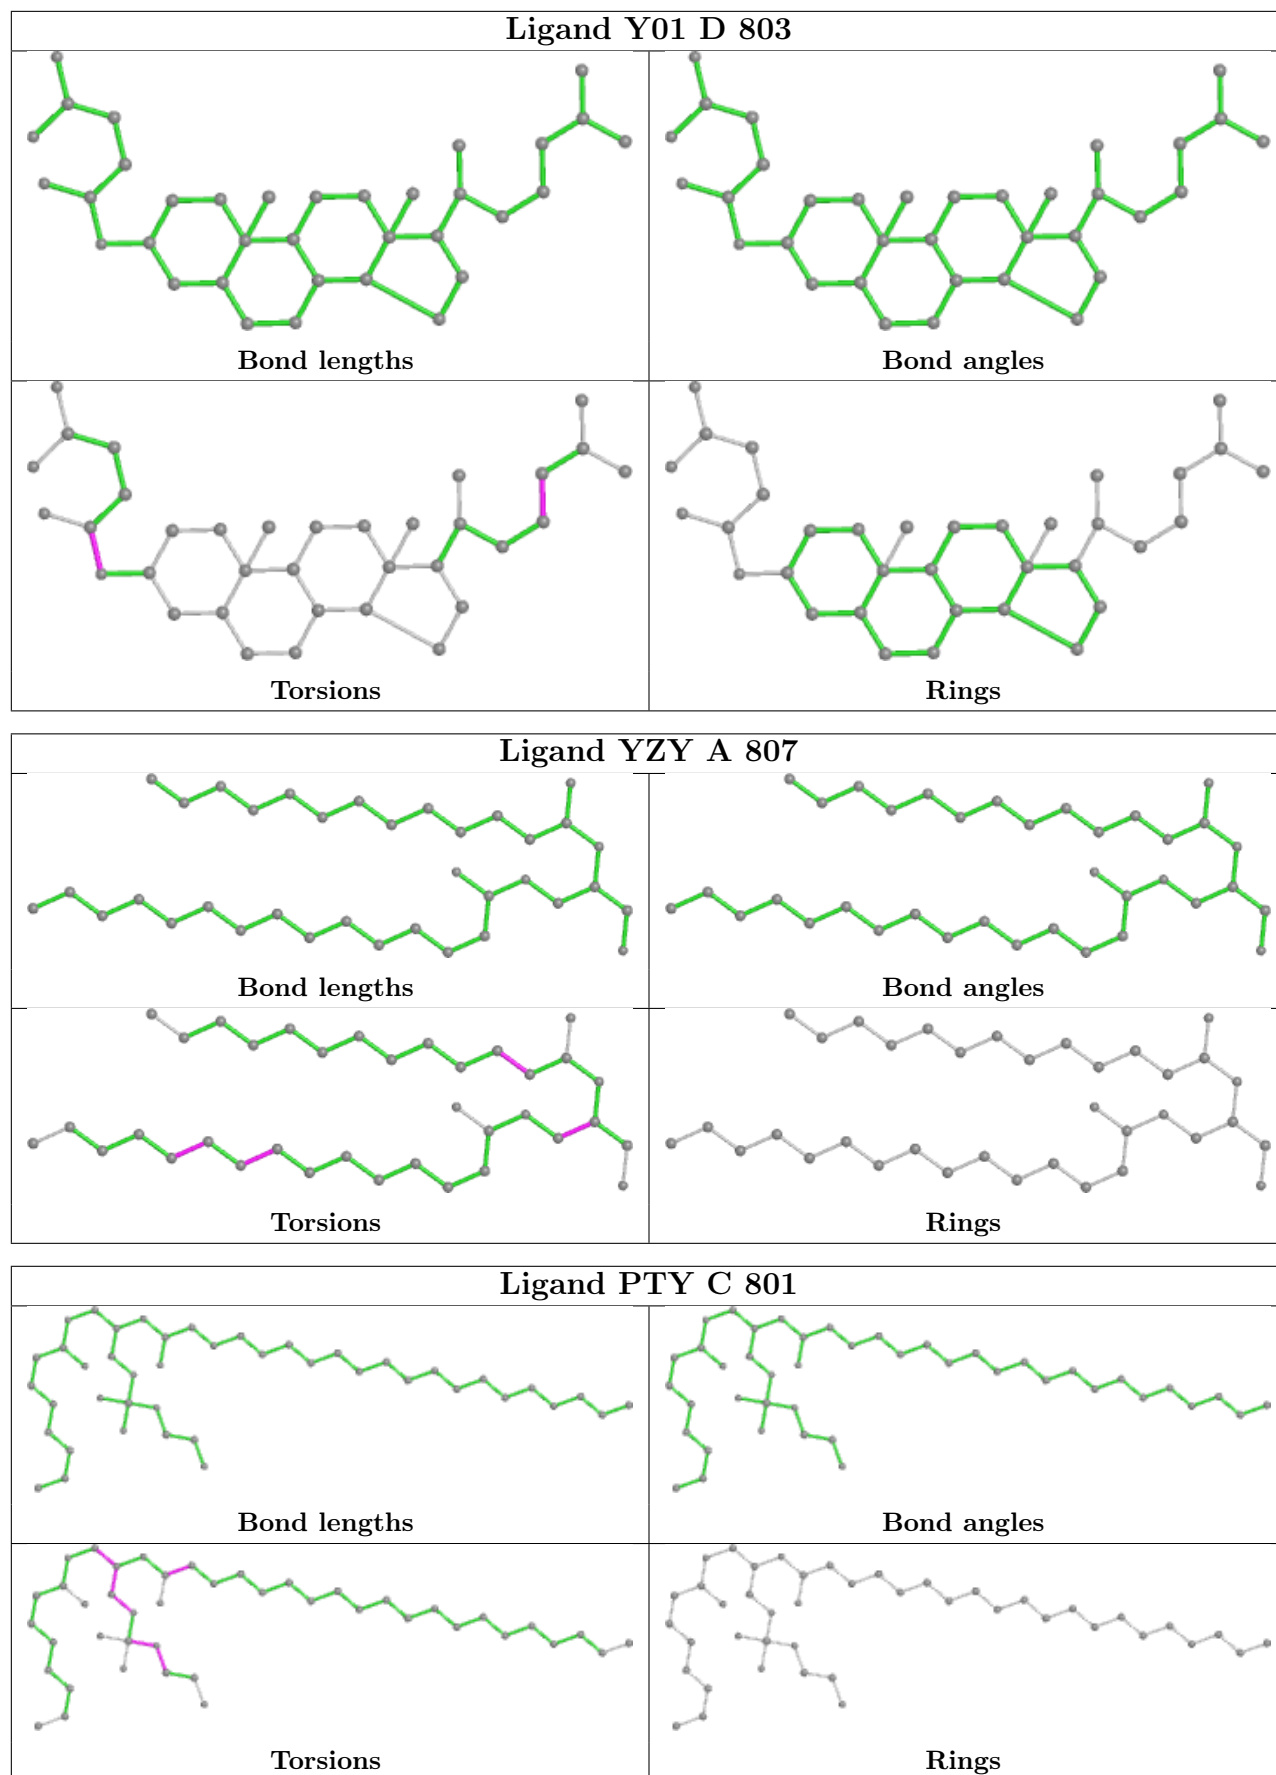 Ligand Y01 D 803
Bond lengths
Bond angles
Torsions
Rings
Ligand YZY A 807
Bond lengths
Bond angles
Torsions
Rings
Ligand PTY C 801
Bond lengths
Bond angles
Torsions
Rings